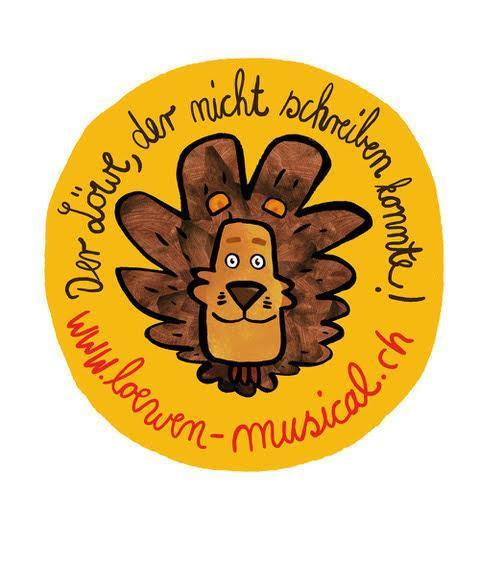 Der Löwe, der nicht schreiben konnte!
www.loewen-musical.ch